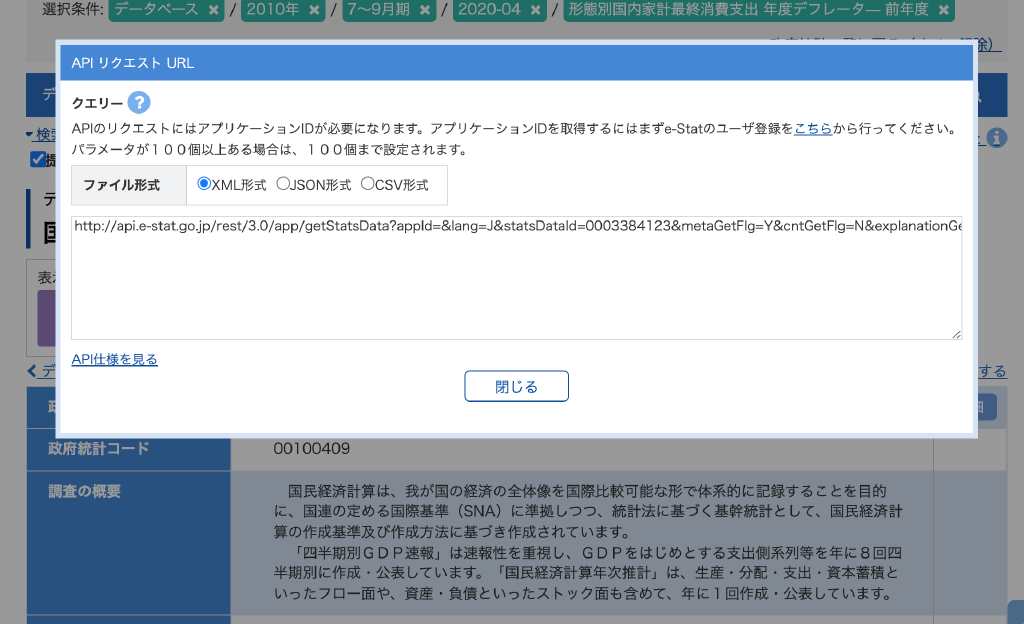 選択条件: データベース ✖ / 2010年 ✖ / 7〜9月期 ✖ / 2020-04 ✖ / 形態別国内家計最終消費支出 年度デフレーター 前年度 ✖
API リクエスト URL
クエリー ?
APIのリクエストにはアプリケーションIDが必要になります。アプリケーションIDを取得するにはまずe-Statのユーザ登録をこちらから行ってください。
パラメータが１００個以上ある場合は、１００個まで設定されます。
ファイル形式 XML形式 JSON形式 CSV形式
http://api.e-stat.go.jp/rest/3.0/app/getStatsData?appId=&lang=J&statsDataId=0003384123&metaGetFlg=Y&cntGetFlg=N&explanationGe
API仕様を見る
閉じる
する
政府統計コード 00100409
調査の概要
国民経済計算は、我が国の経済の全体像を国際比較可能な形で体系的に記録することを目的
に、国連の定める国際基準（SNA）に準拠しつつ、統計法に基づく基幹統計として、国民経済計
算の作成基準及び作成方法に基づき作成されています。
「四半期別ＧＤＰ速報」は速報性を重視し、ＧＤＰをはじめとする支出側系列等を年に８回四
半期別に作成・公表しています。「国民経済計算年次推計」は、生産・分配・支出・資本蓄積と
いったフロー面や、資産・負債といったストック面も含めて、年に１回作成・公表しています。